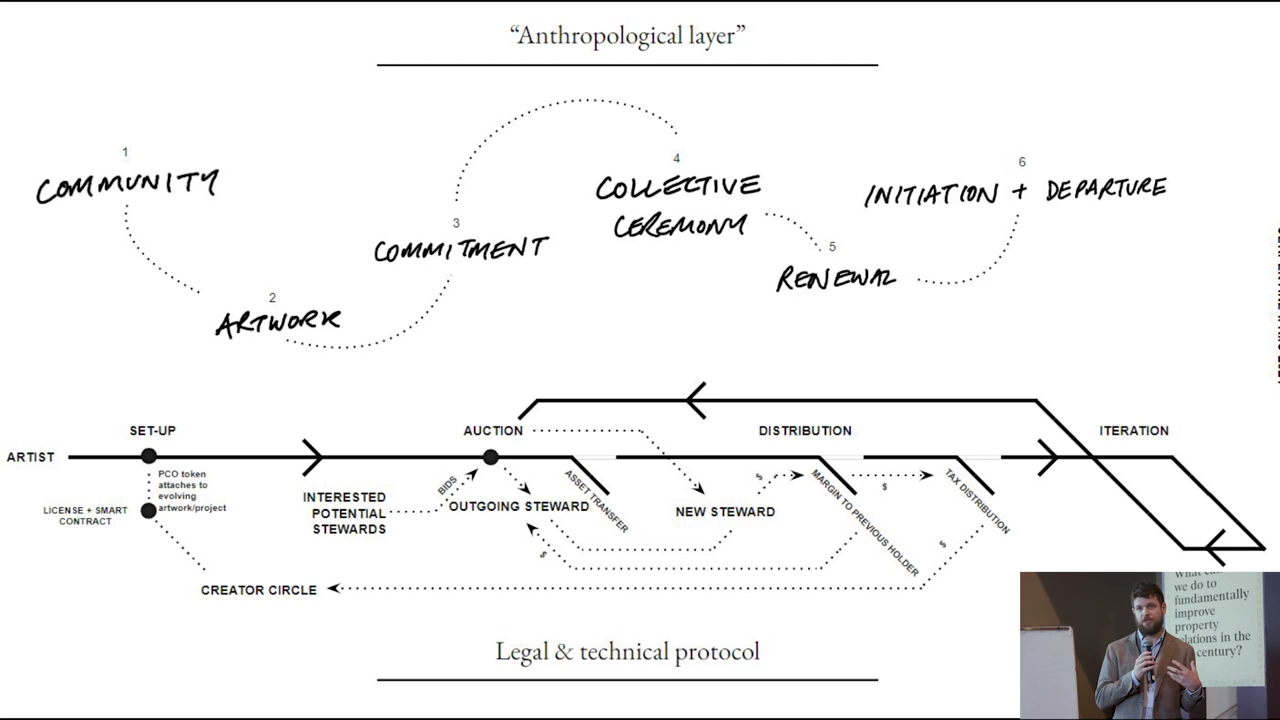 “Anthropological layer”
1
COMMUNITY
2
ARTWORK
3
COMMITMENT
4
COLLECTIVE
CEREMONY
5
RENEWAL
6
INITIATION + DEPARTURE
ARTIST
SET-UP
PCO token
attaches to
evolving
artwork/project
LICENSE + SMART
CONTRACT
CREATOR CIRCLE
INTERESTED
POTENTIAL
STEWARDS
BIDS
AUCTION
OUTGOING STEWARD
ASSET TRANSFER
$
NEW STEWARD
$
DISTRIBUTION
MARGIN TO PREVIOUS HOLDER
$
TAX DISTRIBUTION
$
ITERATION
Legal & technical protocol
we do to
fundamentally
improve
property
relations in the
century?